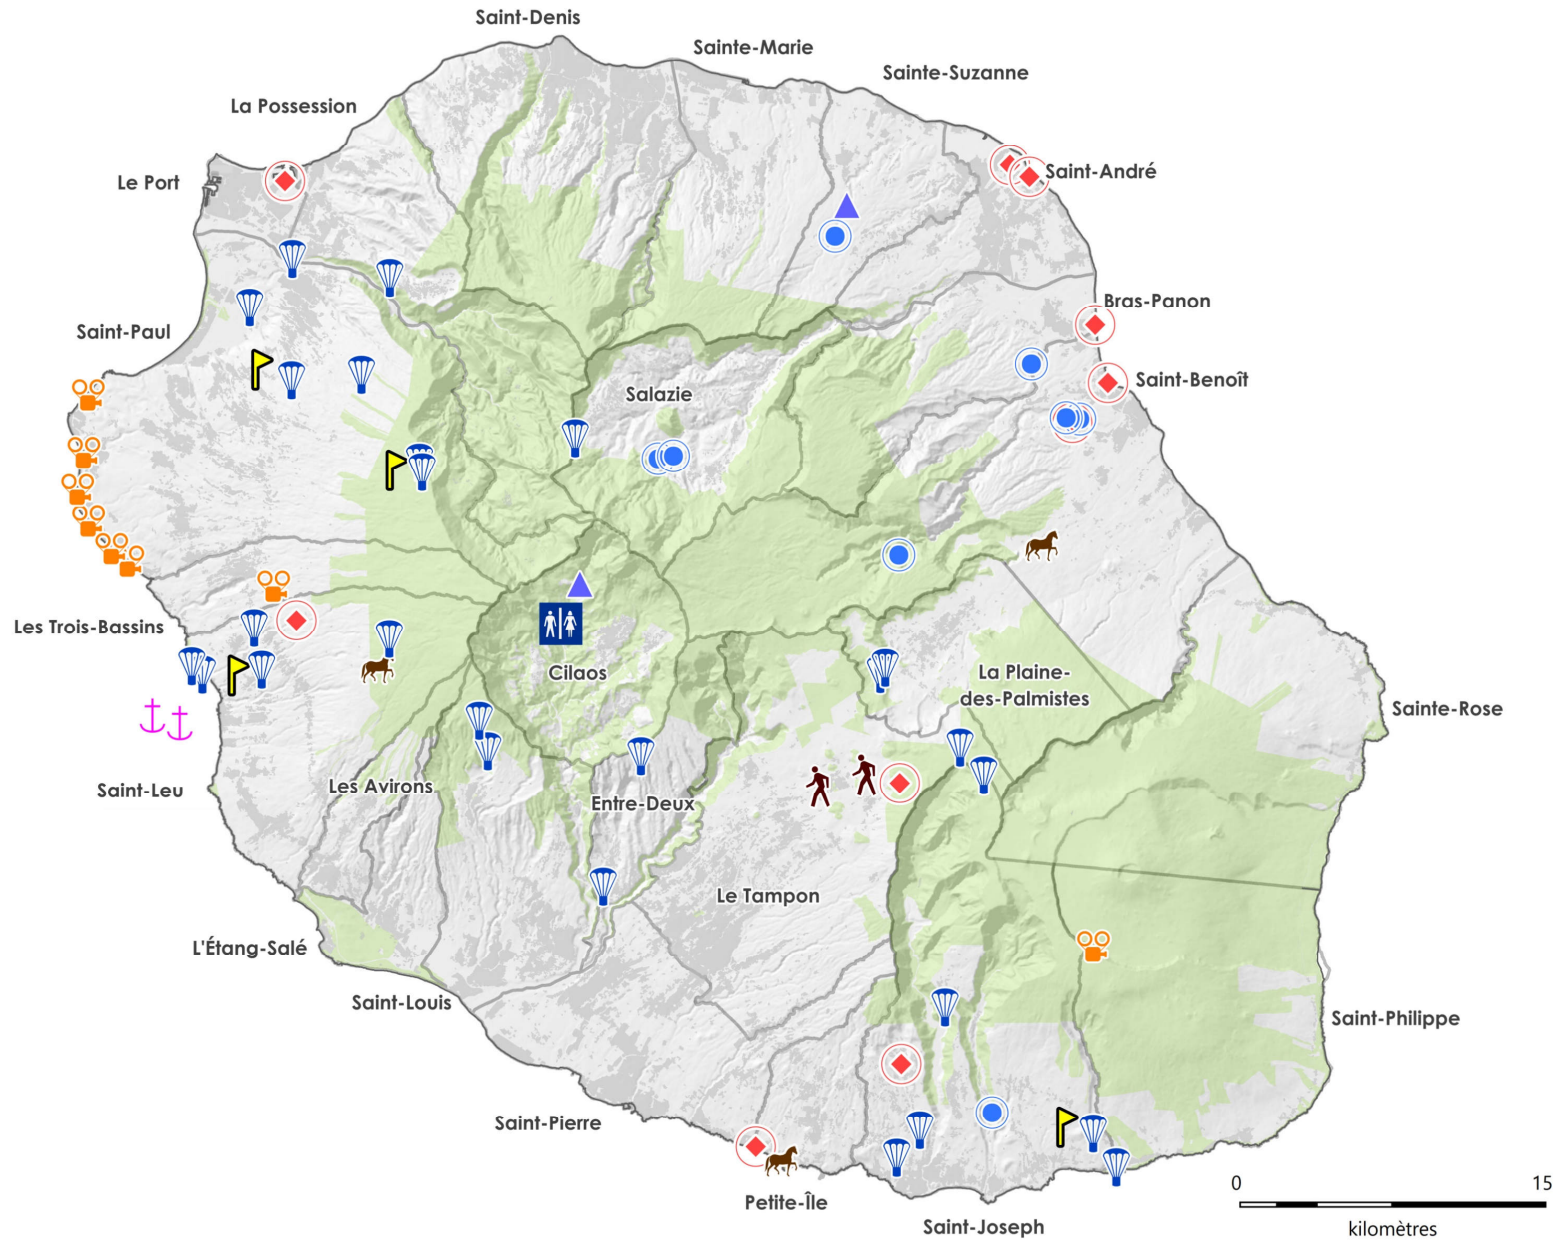 Saint-Denis
Sainte-Marie
Sainte-Suzanne
La Possession
Saint-André
Le Port
Bras-Panon
Saint-Paul
Saint-Benoît
Salazie
Les Trois-Bassins
Cilaos
La Plaine-
des-Palmistes
Sainte-Rose
Saint-Leu
Les Avirons
Entre-Deux
Le Tampon
L'Étang-Salé
Saint-Louis
Saint-Philippe
Saint-Pierre
Petite-Île
Saint-Joseph
0 15
kilomètres